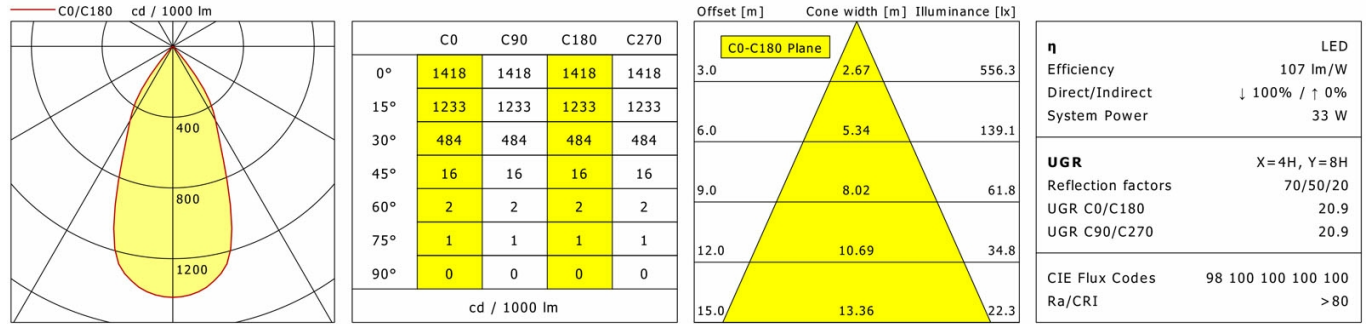 C0/C180 cd / 1000 lm
400
800
1200
C0 C90 C180 C270
0° 1418 1418 1418 1418
15° 1233 1233 1233 1233
30° 484 484 484 484
45° 16 16 16 16
60° 2 2 2 2
75° 1 1 1 1
90° 0 0 0 0
cd / 1000 lm
Offset [m] Cone width [m] Illuminance [lx]
C0-C180 Plane
3.0 2.67 556.3
6.0 5.34 139.1
9.0 8.02 61.8
12.0 10.69 34.8
15.0 13.36 22.3
η LED
Efficiency 107 lm/W
Direct/Indirect ↓ 100% / ↑ 0%
System Power 33 W
UGR X=4H, Y=8H
Reflection factors 70/50/20
UGR C0/C180 20.9
UGR C90/C270 20.9
CIE Flux Codes 98 100 100 100 100
Ra/CRI >80